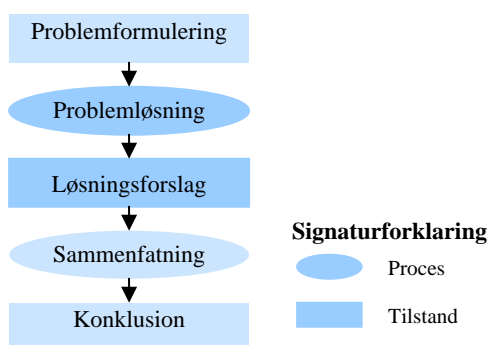 Problemformulering
Problemløsning
Løsningsforslag
Sammenfatning
Konklusion
Signaturforklaring
Proces
Tilstand